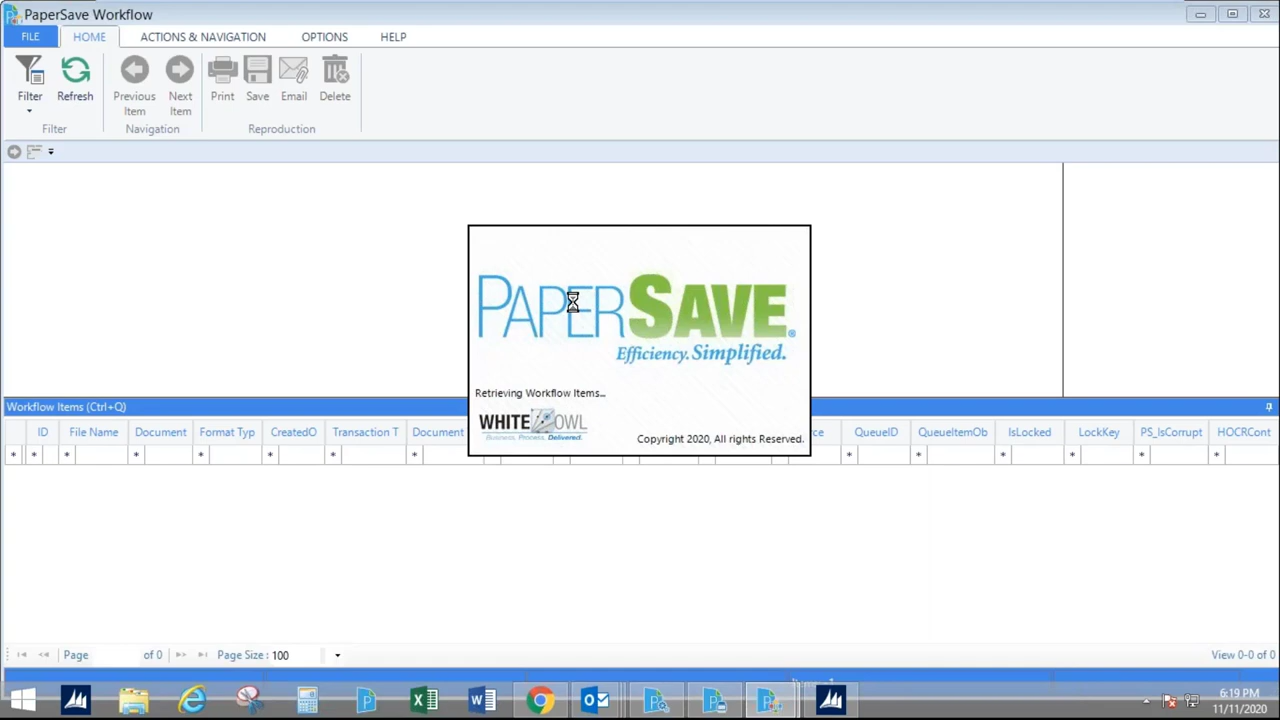 PaperSave Workflow
FILE HOME ACTIONS & NAVIGATION OPTIONS HELP
Filter Refresh Previous Item Next Item Print Save Email Delete
Filter Navigation Reproduction
PAPERSAVE®
Efficiency. Simplified.
Retrieving Workflow Items...
WHITE OWL
Business. Process. Delivered.
Copyright 2020, All rights Reserved.
Workflow Items (Ctrl+Q)
ID File Name Document Format Typ CreatedO Transaction T Document QueueID QueueItemOb IsLocked LockKey PS_IsCorrupt HOCRCont
* * * * * * * * * * * * *
Page of 0 Page Size: 100 View 0-0 of 0
6:19 PM
11/11/2020